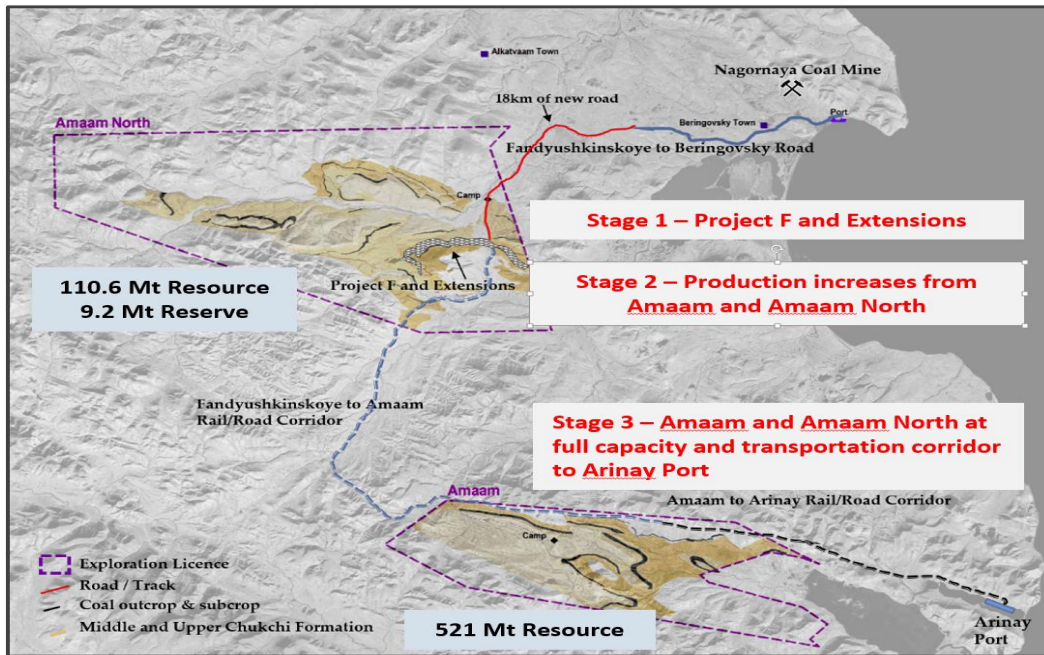 Alkatvaam Town
Nagornaya Coal Mine
18km of new road
Port
Amaam North
Beringovsky Town
Fandyushkinskoye to Beringovsky Road
Camp
Stage 1 – Project F and Extensions
110.6 Mt Resource
9.2 Mt Reserve
Project F and Extensions
Stage 2 – Production increases from
Amaam and Amaam North
Fandyushkinskoye to Amaam
Rail/Road Corridor
Stage 3 – Amaam and Amaam North at
full capacity and transportation corridor
to Arinay Port
Amaam
Amaam to Arinay Rail/Road Corridor
Camp
Exploration Licence
Road / Track
Coal outcrop & subcrop
Middle and Upper Chukchi Formation
521 Mt Resource
Arinay
Port